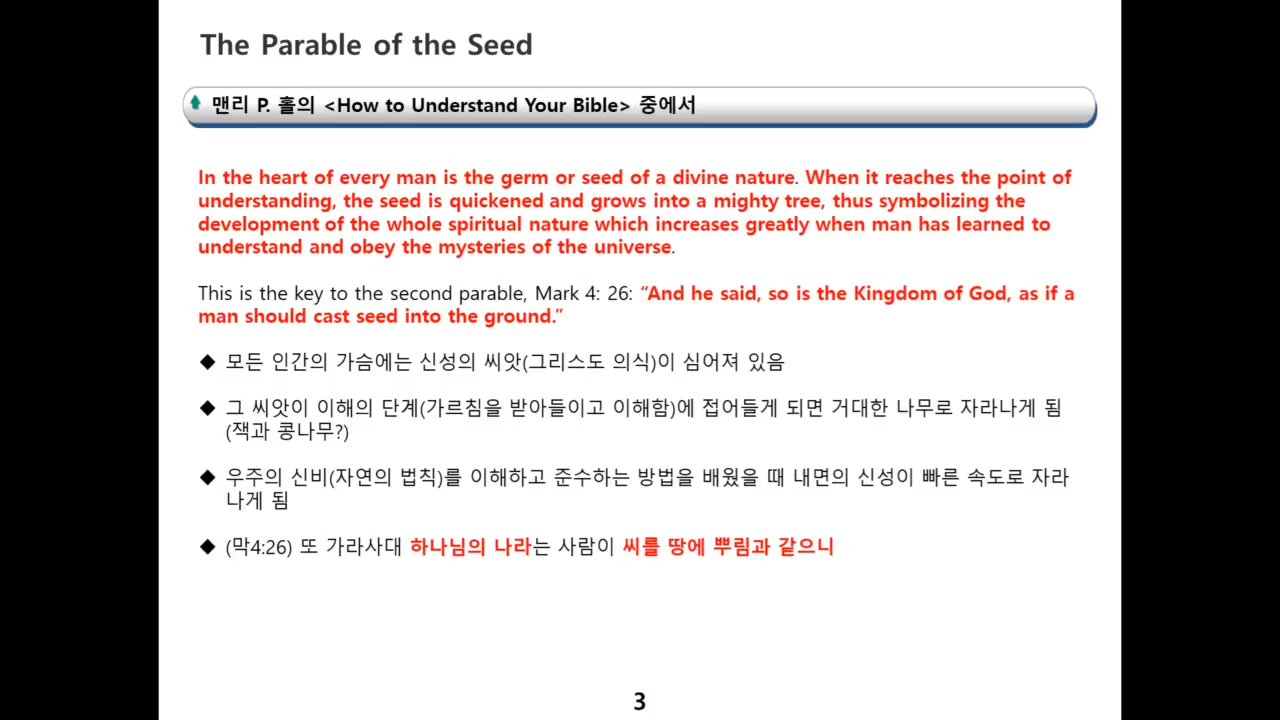 The Parable of the Seed
맨리 P. 홀의 <How to Understand Your Bible> 중에서
In the heart of every man is the germ or seed of a divine nature. When it reaches the point of
understanding, the seed is quickened and grows into a mighty tree, thus symbolizing the
development of the whole spiritual nature which increases greatly when man has learned to
understand and obey the mysteries of the universe.
This is the key to the second parable, Mark 4: 26: “And he said, so is the Kingdom of God, as if a
man should cast seed into the ground.”
◆ 모든 인간의 가슴에는 신성의 씨앗(그리스도 의식)이 심어져 있음
◆ 그 씨앗이 이해의 단계(가르침을 받아들이고 이해함)에 접어들게 되면 거대한 나무로 자라나게 됨
(잭과 콩나무?)
◆ 우주의 신비(자연의 법칙)를 이해하고 준수하는 방법을 배웠을 때 내면의 신성이 빠른 속도로 자라
나게 됨
◆ (막4:26) 또 가라사대 하나님의 나라는 사람이 씨를 땅에 뿌림과 같으니
3